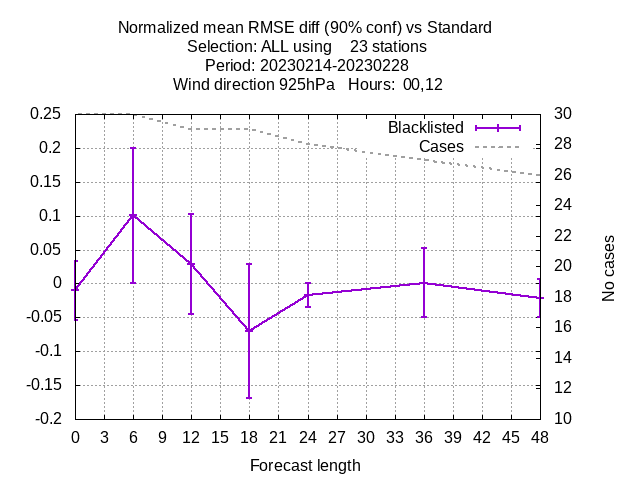 Normalized mean RMSE diff (90% conf) vs Standard
Selection: ALL using    23 stations
Period: 20230214-20230228
Wind direction 925hPa   Hours:  00,12
0.25
0.2
0.15
0.1
0.05
0
-0.05
-0.1
-0.15
-0.2
Blacklisted
Cases
30
28
26
24
22
20
18
16
14
12
10
No cases
0 3 6 9 12 15 18 21 24 27 30 33 36 39 42 45 48
Forecast length